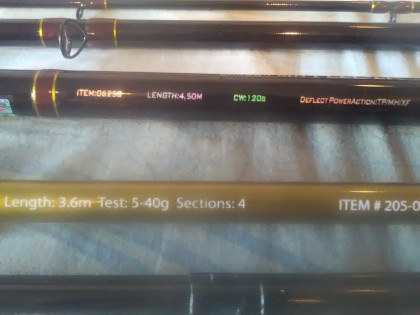 ITEM:06258 LENGTH:4,50M CW:120g DEFLECT POWERACTION:TP/MH/XF
Length: 3.6m Test: 5-40g Sections: 4 ITEM # 205-0